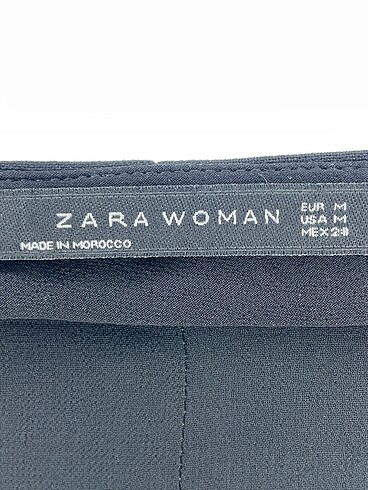 ZARA WOMAN
EUR M
USA M
MEX 28
MADE IN MOROCCO